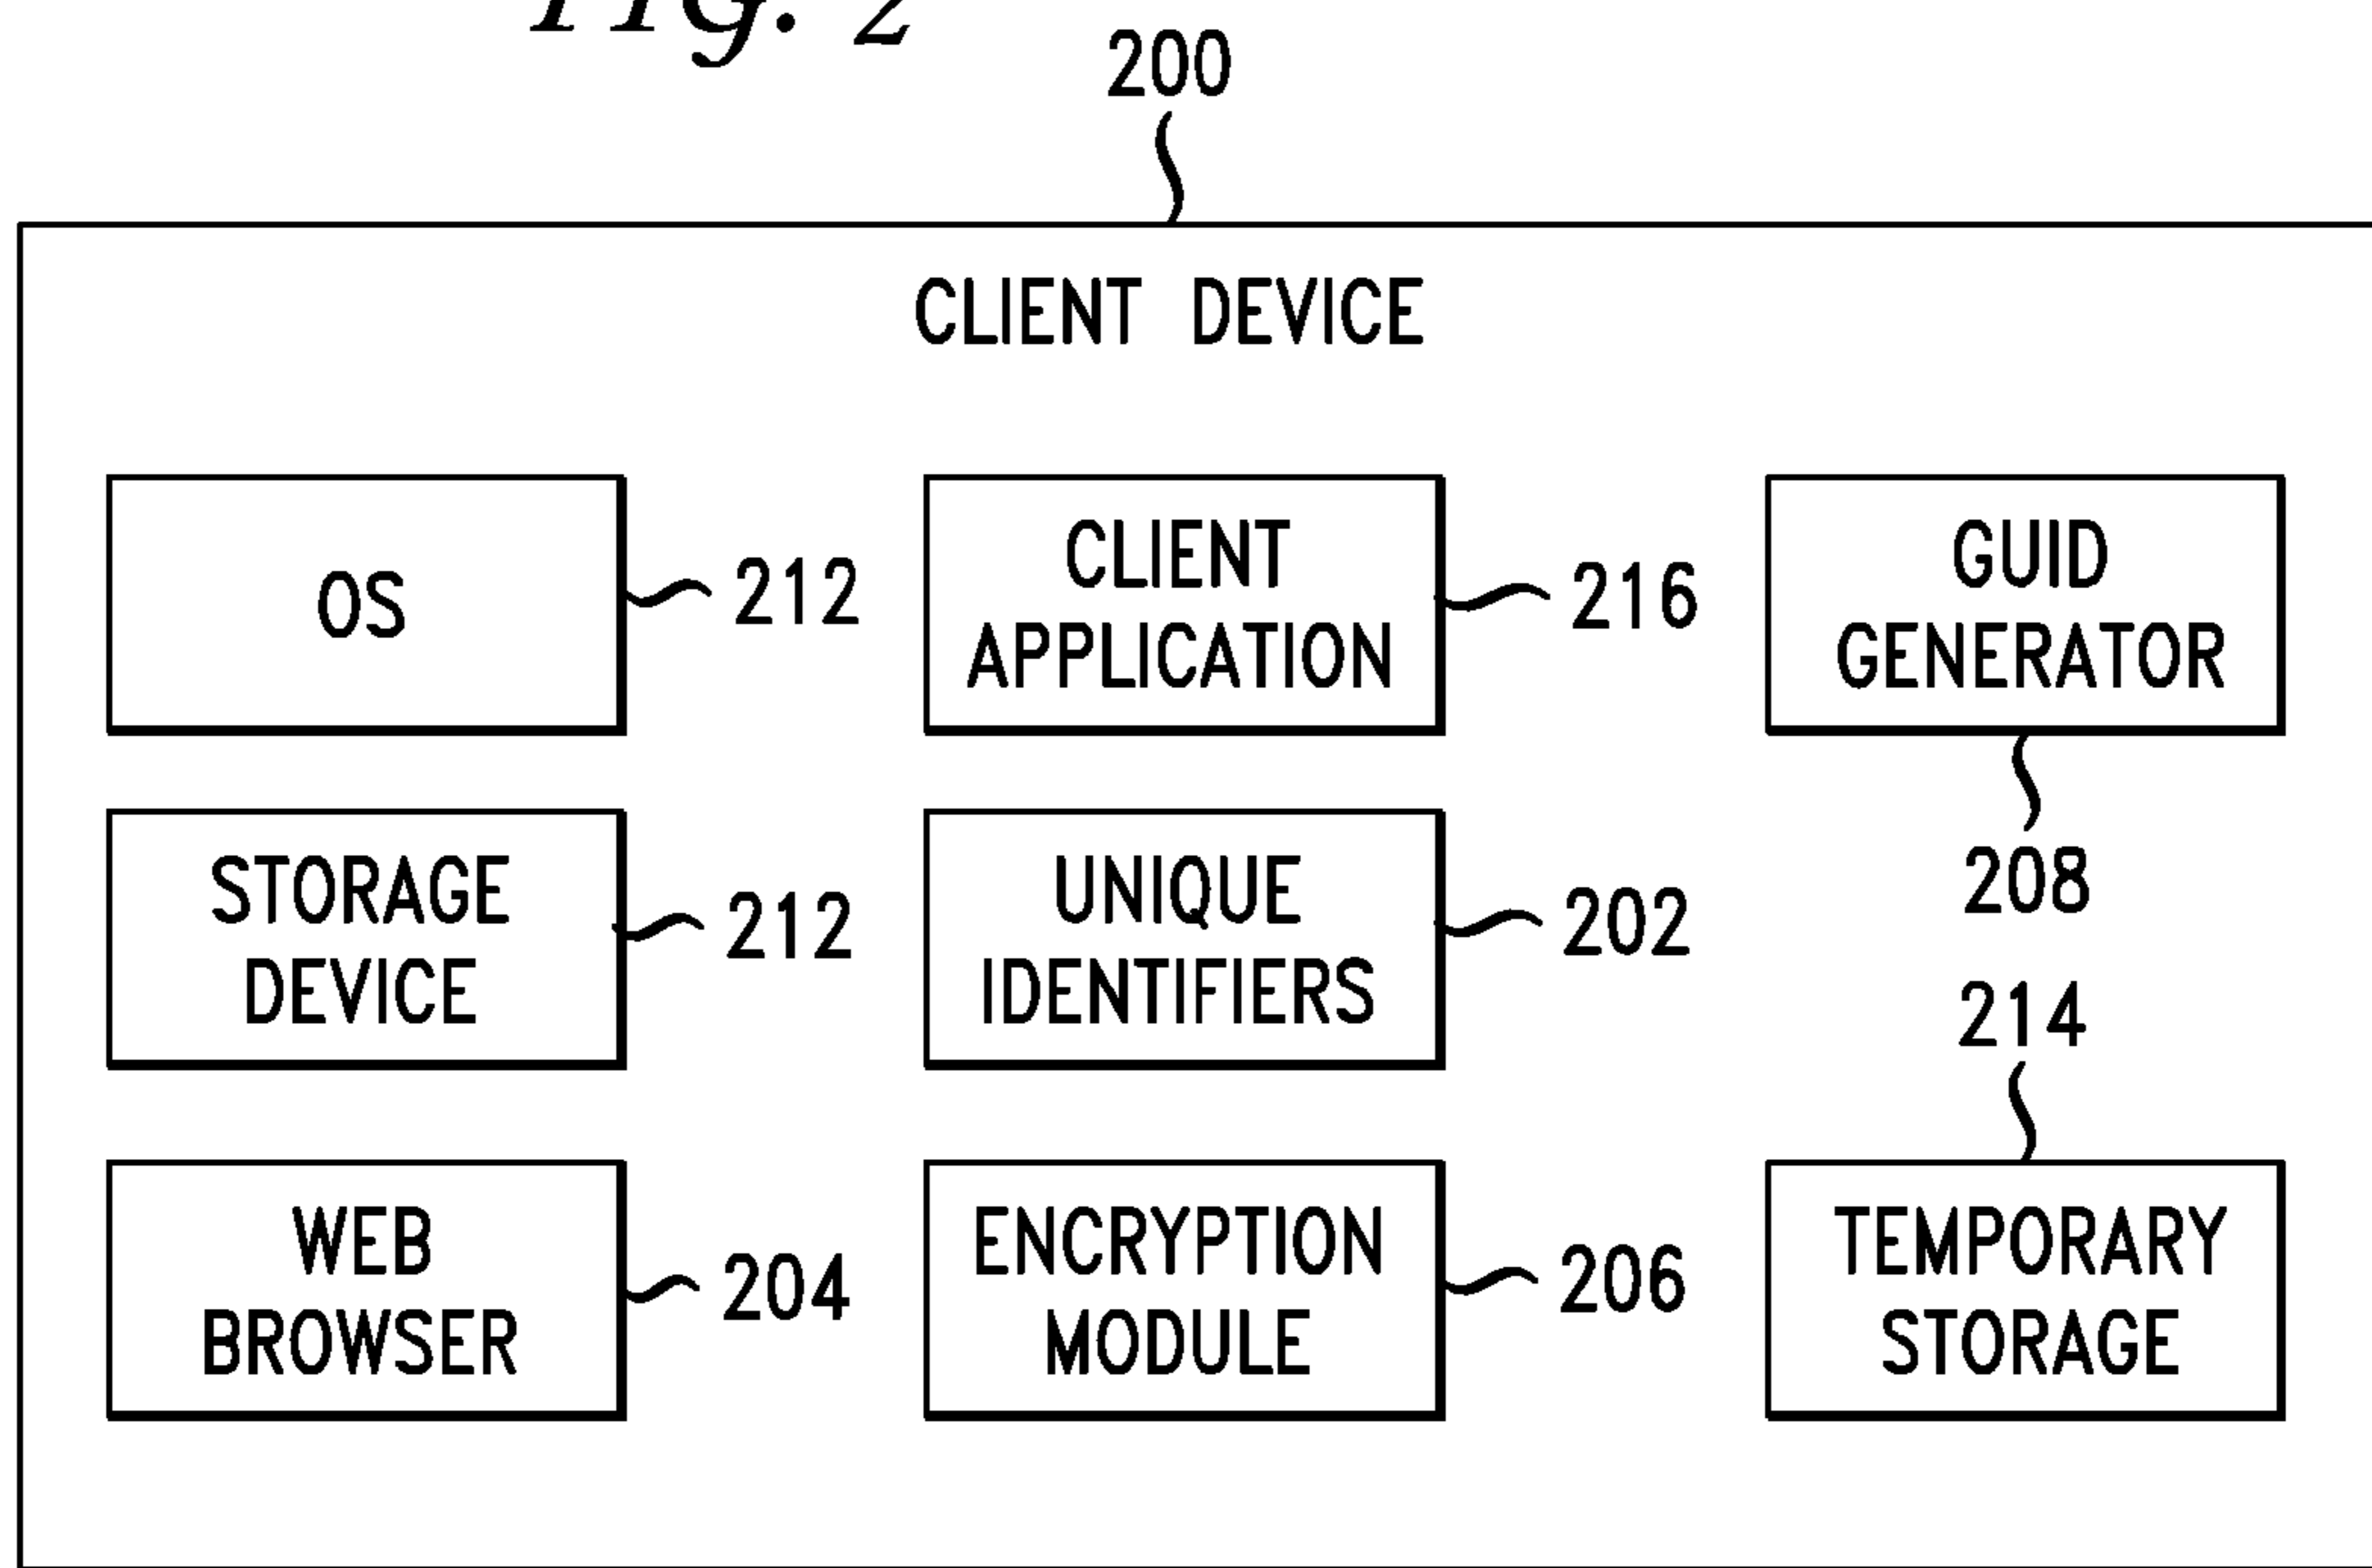 FIG. 2
200
CLIENT DEVICE
OS
212
CLIENT
APPLICATION
216
GUID
GENERATOR
208
STORAGE
DEVICE
212
UNIQUE
IDENTIFIERS
202
214
WEB
BROWSER
204
ENCRYPTION
MODULE
206
TEMPORARY
STORAGE